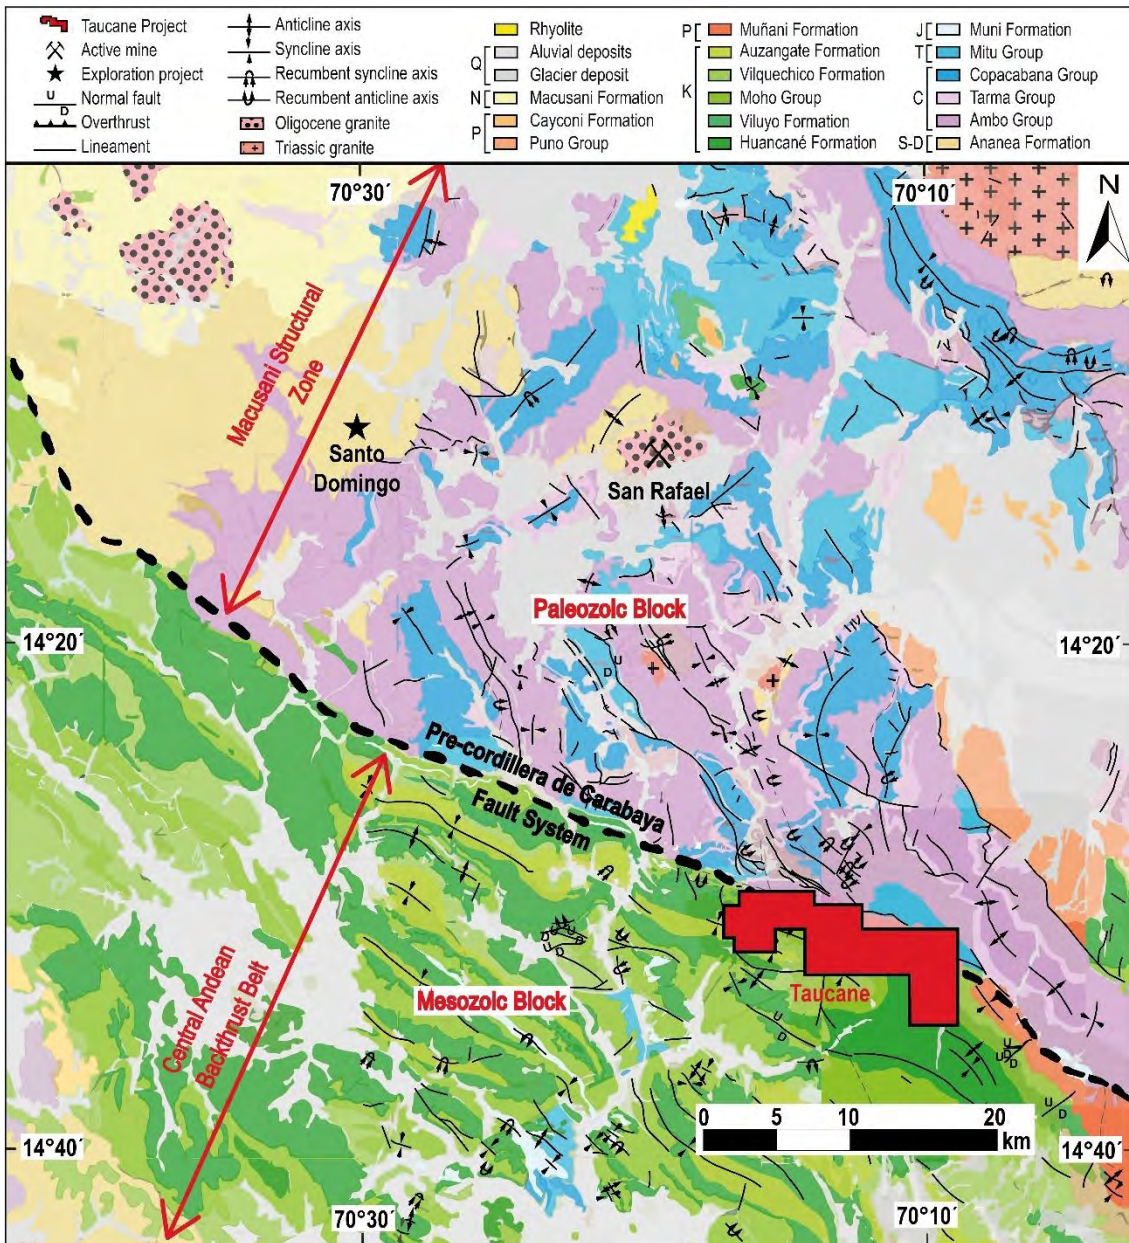 Taucane Project
Active mine
Exploration project
U
D
Normal fault
Overthrust
Lineament
Anticline axis
Syncline axis
Recumbent syncline axis
Recumbent anticline axis
Oligocene granite
Triassic granite
Rhyolite
Q
Aluvial deposits
Glacier deposit
N
Macusani Formation
P
Cayconi Formation
Puno Group
P
Muñani Formation
K
Auzangate Formation
Vilquechico Formation
Moho Group
Viluyo Formation
Huancané Formation
J
Muni Formation
T
Mitu Group
C
Copacabana Group
Tarma Group
Ambo Group
S-D
Ananea Formation
70°30´
70°10´
N
Macusani Structural
Zone
Santo
Domingo
San Rafael
Paleozoic Block
14°20´
14°20´
U
D
Pre-cordillera de Carabaya
Fault System
Central Andean
Backthrust Belt
Mesozoic Block
Taucane
U
D
U
D
0 5 10 20
km
14°40´
14°40´
70°30´
70°10´